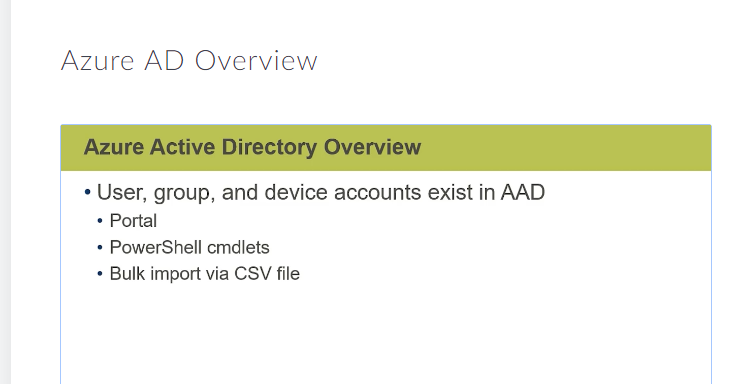 Azure AD Overview
Azure Active Directory Overview
• User, group, and device accounts exist in AAD
• Portal
• PowerShell cmdlets
• Bulk import via CSV file